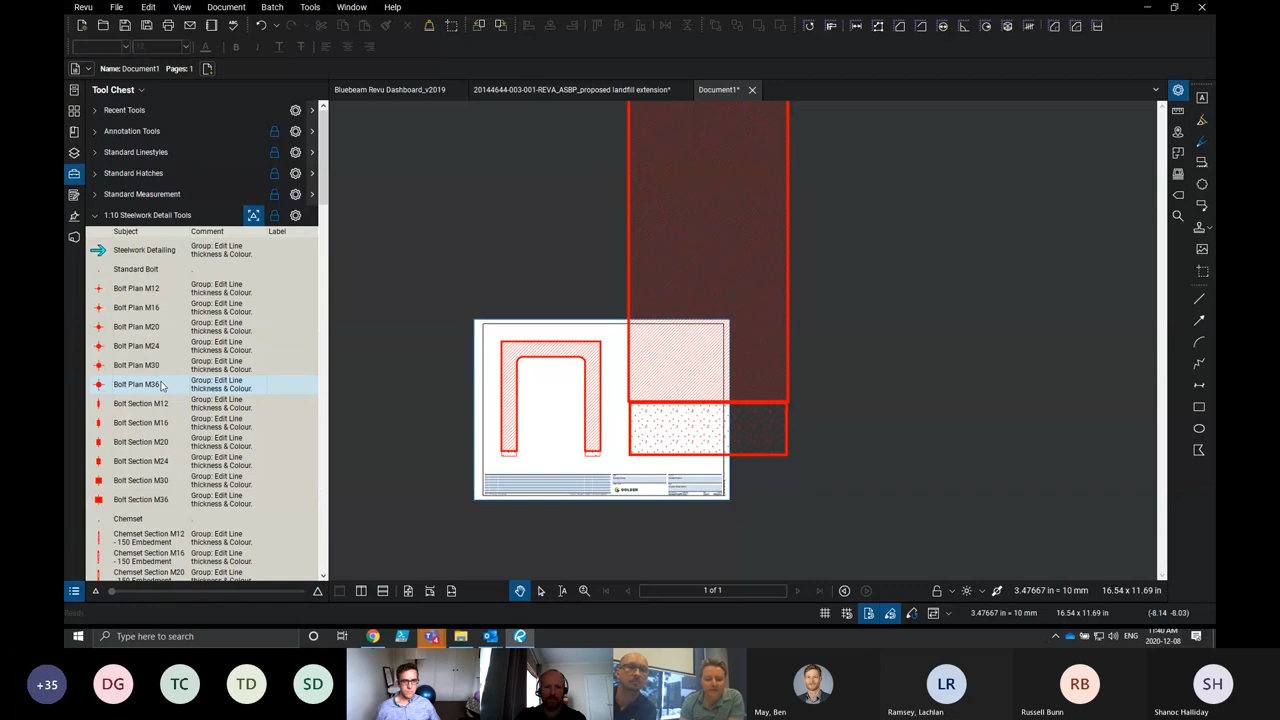 Revu File Edit View Document Batch Tools Window Help
Name: Document1 Pages: 1
Tool Chest
Bluebeam Revu Dashboard_v2019
20144644-003-001-REVA_ASBP_proposed landfill extension*
Document1*
Recent Tools
Annotation Tools
Standard Linestyles
Standard Hatches
Standard Measurement
1:10 Steelwork Detail Tools
Subject Comment Label
Steelwork Detailing Group: Edit Line thickness & Colour.
Standard Bolt .
Bolt Plan M12 Group: Edit Line thickness & Colour.
Bolt Plan M16 Group: Edit Line thickness & Colour.
Bolt Plan M20 Group: Edit Line thickness & Colour.
Bolt Plan M24 Group: Edit Line thickness & Colour.
Bolt Plan M30 Group: Edit Line thickness & Colour.
Bolt Plan M36 Group: Edit Line thickness & Colour.
Bolt Section M12 Group: Edit Line thickness & Colour.
Bolt Section M16 Group: Edit Line thickness & Colour.
Bolt Section M20 Group: Edit Line thickness & Colour.
Bolt Section M24 Group: Edit Line thickness & Colour.
Bolt Section M30 Group: Edit Line thickness & Colour.
Bolt Section M36 Group: Edit Line thickness & Colour.
Chemset .
Chemset Section M12 - 150 Embedment Group: Edit Line thickness & Colour.
Chemset Section M16 - 150 Embedment Group: Edit Line thickness & Colour.
Chemset Section M20 - 150 Embedment Group: Edit Line thickness & Colour.
GOLDER
1 of 1
3.47667 in = 10 mm 16.54 x 11.69 in
Ready
3.47667 in = 10 mm 16.54 x 11.69 in (-8.14 -8.03)
Type here to search
ENG
11:40 AM
2020-12-08
+35 DG TC TD SD LR RB SH
May, Ben
Ramsey, Lachlan
Russell Bunn
Shanoc Halliday